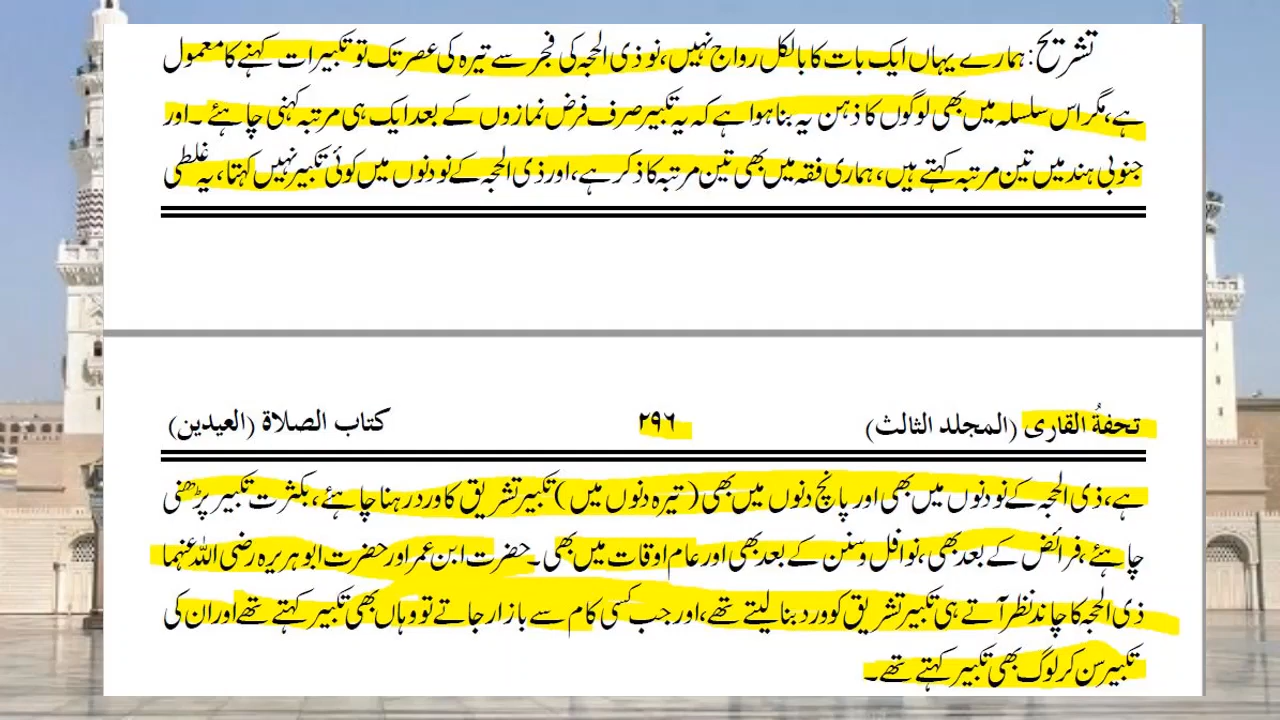 تشریح: ہمارے یہاں ایک بات کا بالکل رواج نہیں، نو ذی الحجہ کی فجر سے تیرہ کی عصر تک تو تکبیرات کہنے کا معمول
ہے، مگر اس سلسلہ میں بھی لوگوں کا ذہن یہ بنا ہوا ہے کہ یہ تکبیر صرف فرض نمازوں کے بعد ایک ہی مرتبہ کہنی چاہئے۔ اور
جنوبی ہند میں تین مرتبہ کہتے ہیں، ہماری فقہ میں بھی تین مرتبہ کا ذکر ہے، اور ذی الحجہ کے نو دنوں میں کوئی تکبیر نہیں کہتا، یہ غلطی
تحفۃُ القاری (المجلد الثالث) ۲۹۶ کتاب الصلاۃ (العیدین)
ہے، ذی الحجہ کے نو دنوں میں بھی اور پانچ دنوں میں بھی (تیرہ دنوں میں) تکبیر تشریق کا ورد رہنا چاہئے، بکثرت تکبیر پڑھنی
چاہئے، فرائض کے بعد بھی، نوافل وسنن کے بعد بھی اور عام اوقات میں بھی۔ حضرت ابن عمر اور حضرت ابو ہریرہ رضی اللہ عنہما
ذی الحجہ کا چاند نظر آتے ہی تکبیر تشریق کو ورد بنا لیتے تھے، اور جب کسی کام سے بازار جاتے تو وہاں بھی تکبیر کہتے تھے اور ان کی
تکبیر سن کر لوگ بھی تکبیر کہتے تھے۔